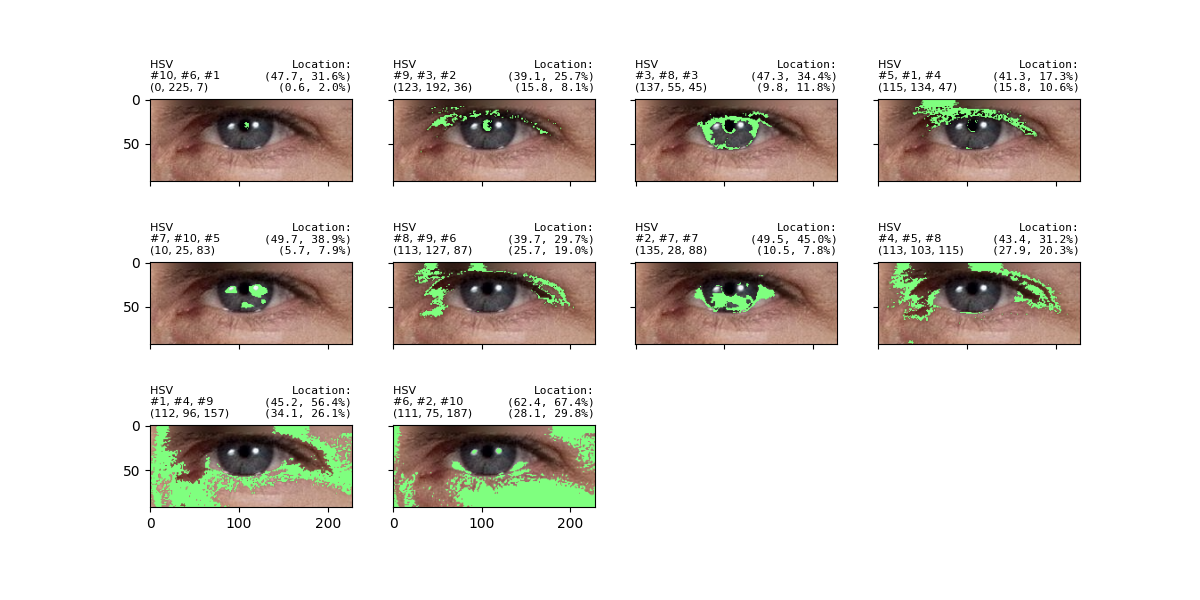 HSV Location:
#10, #6, #1 (47.7, 31.6%)
(0, 225, 7) (0.6, 2.0%)
HSV Location:
#9, #3, #2 (39.1, 25.7%)
(123, 192, 36) (15.8, 8.1%)
HSV Location:
#3, #8, #3 (47.3, 34.4%)
(137, 55, 45) (9.8, 11.8%)
HSV Location:
#5, #1, #4 (41.3, 17.3%)
(115, 134, 47) (15.8, 10.6%)
0
50
HSV Location:
#7, #10, #5 (49.7, 38.9%)
(10, 25, 83) (5.7, 7.9%)
HSV Location:
#8, #9, #6 (39.7, 29.7%)
(113, 127, 87) (25.7, 19.0%)
HSV Location:
#2, #7, #7 (49.5, 45.0%)
(135, 28, 88) (10.5, 7.8%)
HSV Location:
#4, #5, #8 (43.4, 31.2%)
(113, 103, 115) (27.9, 20.3%)
0
50
HSV Location:
#1, #4, #9 (45.2, 56.4%)
(112, 96, 157) (34.1, 26.1%)
HSV Location:
#6, #2, #10 (62.4, 67.4%)
(111, 75, 187) (28.1, 29.8%)
0
50
0 100 200
0 100 200